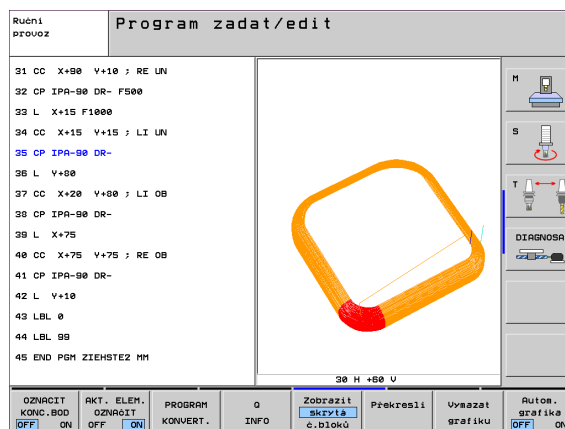 Ručni
provoz
Program zadat/edit
31 CC X+90 Y+10 ; RE UN
32 CP IPA-90 DR- F500
33 L X+15 F1000
34 CC X+15 Y+15 ; LI UN
35 CP IPA-90 DR-
36 L Y+80
37 CC X+20 Y+80 ; LI OB
38 CP IPA-90 DR-
39 L X+75
40 CC X+75 Y+75 ; RE OB
41 CP IPA-90 DR-
42 L Y+10
43 LBL 0
44 LBL 99
45 END PGM ZIEHSTE2 MM
30 H +60 U
M
S
T
DIAGNOSA
OZNACIT
KONC.BOD
OFF ON
AKT. ELEM.
OZNAČIT
OFF ON
PROGRAM
KONVERT.
Q
INFO
Zobrazit
skrytá
č.bloků
Překresli
Vymazat
grafiku
Autom.
grafika
OFF ON